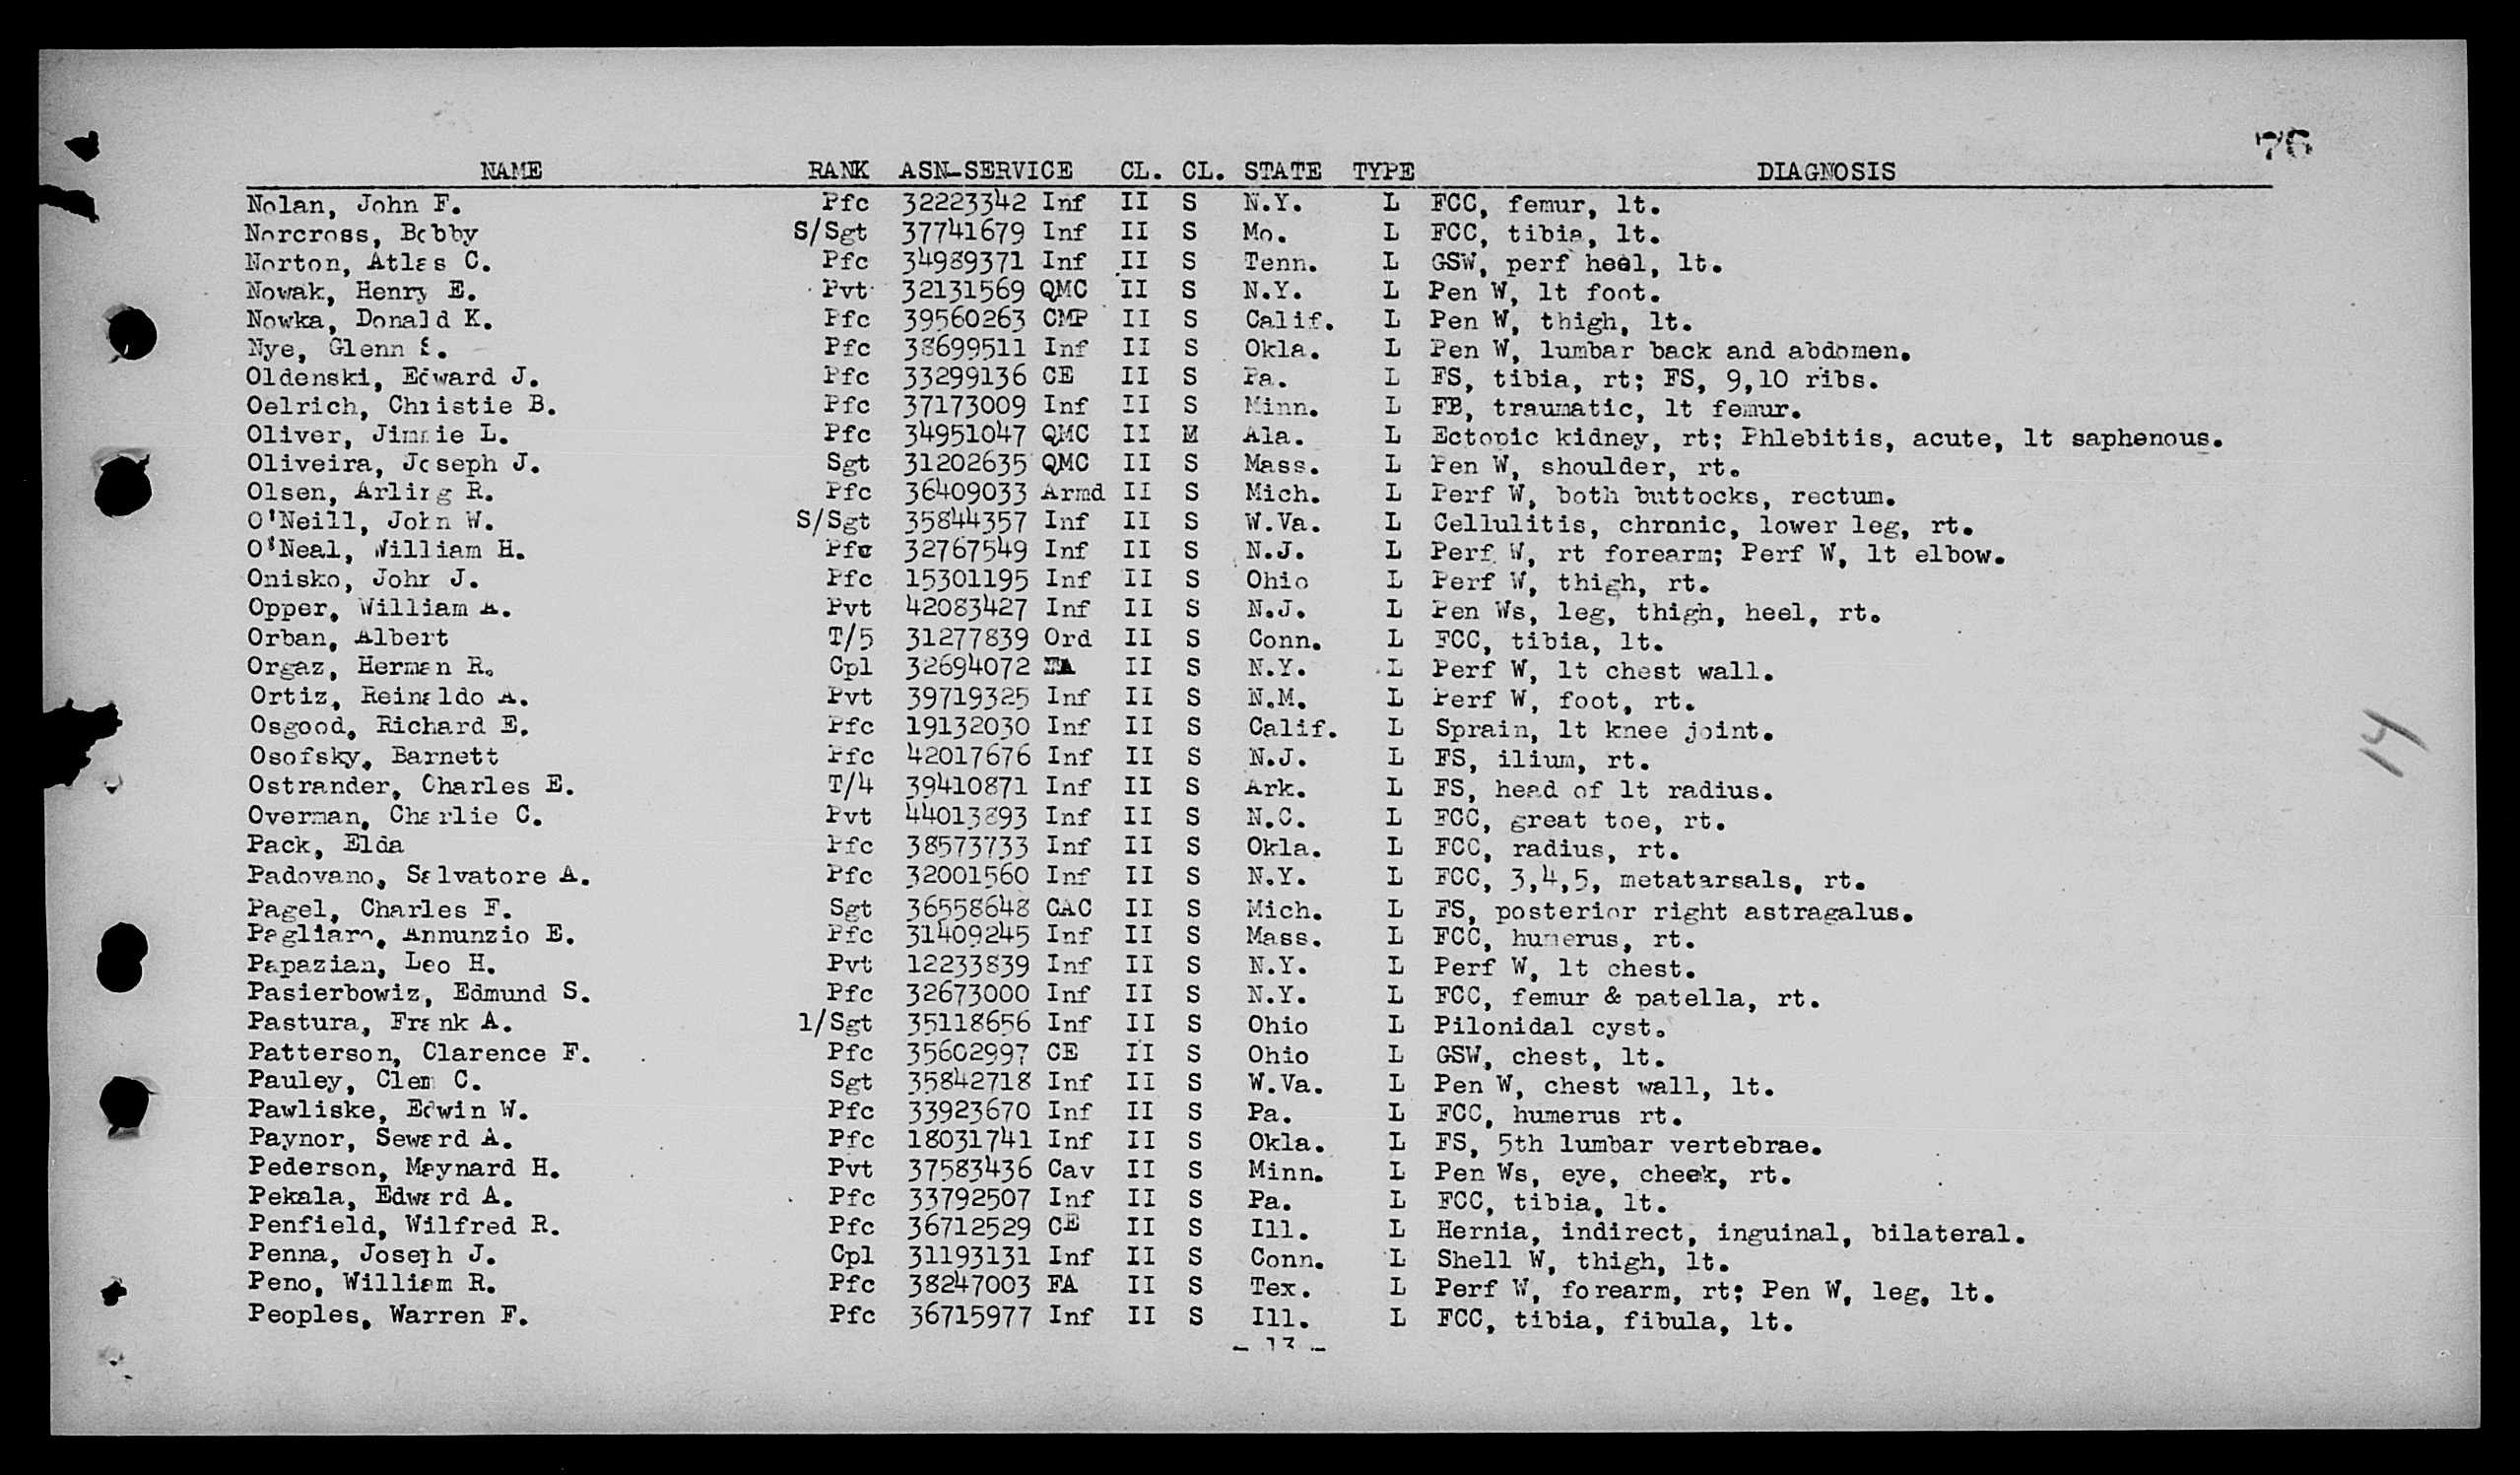 76
NAME RANK ASN-SERVICE CL. CL. STATE TYPE DIAGNOSIS
Nolan, John F. Pfc 32223342 Inf II S N.Y. L FCC, femur, lt.
Norcross, Bobby S/Sgt 37741679 Inf II S Mo. L FCC, tibia, lt.
Norton, Atlas C. Pfc 34989371 Inf II S Tenn. L GSW, perf heel, lt.
Nowak, Henry E. Pvt 32131569 QMC II S N.Y. L Pen W, lt foot.
Nowka, Donald K. Pfc 39560263 CMP II S Calif. L Pen W, thigh, lt.
Nye, Glenn S. Pfc 38699511 Inf II S Okla. L Pen W, lumbar back and abdomen.
Oldenski, Edward J. Pfc 33299136 CE II S Pa. L FS, tibia, rt; FS, 9,10 ribs.
Oelrich, Christie B. Pfc 37173009 Inf II S Minn. L FB, traumatic, lt femur.
Oliver, Jimmie L. Pfc 34951047 QMC II M Ala. L Ectopic kidney, rt; Phlebitis, acute, lt saphenous.
Oliveira, Joseph J. Sgt 31202635 QMC II S Mass. L Pen W, shoulder, rt.
Olsen, Arling R. Pfc 36409033 Armd II S Mich. L Perf W, both buttocks, rectum.
O'Neill, John W. S/Sgt 35844357 Inf II S W.Va. L Cellulitis, chronic, lower leg, rt.
O'Neal, William H. Pfc 32767549 Inf II S N.J. L Perf W, rt forearm; Perf W, lt elbow.
Onisko, John J. Pfc 15301195 Inf II S Ohio L Perf W, thigh, rt.
Opper, William A. Pvt 42083427 Inf II S N.J. L Pen Ws, leg, thigh, heel, rt.
Orban, Albert T/5 31277839 Ord II S Conn. L FCC, tibia, lt.
Orgaz, Herman R. Cpl 32694072 II S N.Y. L Perf W, lt chest wall.
Ortiz, Reinaldo A. Pvt 39719325 Inf II S N.M. L Perf W, foot, rt.
Osgood, Richard E. Pfc 19132030 Inf II S Calif. L Sprain, lt knee joint.
Osofsky, Barnett Pfc 42017676 Inf II S N.J. L FS, ilium, rt.
Ostrander, Charles E. T/4 39410871 Inf II S Ark. L FS, head of lt radius.
Overman, Charlie C. Pvt 44013893 Inf II S N.C. L FCC, great toe, rt.
Pack, Elda Pfc 38573733 Inf II S Okla. L FCC, radius, rt.
Padovano, Salvatore A. Pfc 32001560 Inf II S N.Y. L FCC, 3,4,5, metatarsals, rt.
Pagel, Charles F. Sgt 36558648 CAC II S Mich. L FS, posterior right astragalus.
Pagliaro, Annunzio E. Pfc 31409245 Inf II S Mass. L FCC, humerus, rt.
Papazian, Leo H. Pvt 12233839 Inf II S N.Y. L Perf W, lt chest.
Pasierbowiz, Edmund S. Pfc 32673000 Inf II S N.Y. L FCC, femur & patella, rt.
Pastura, Frank A. 1/Sgt 35118656 Inf II S Ohio L Pilonidal cyst.
Patterson, Clarence F. Pfc 35602997 CE II S Ohio L GSW, chest, lt.
Pauley, Clem C. Sgt 35842718 Inf II S W.Va. L Pen W, chest wall, lt.
Pawliske, Edwin W. Pfc 33923670 Inf II S Pa. L FCC, humerus rt.
Paynor, Seward A. Pfc 18031741 Inf II S Okla. L FS, 5th lumbar vertebrae.
Pederson, Maynard H. Pvt 37583436 Cav II S Minn. L Pen Ws, eye, cheek, rt.
Pekala, Edward A. Pfc 33792507 Inf II S Pa. L FCC, tibia, lt.
Penfield, Wilfred R. Pfc 36712529 CE II S Ill. L Hernia, indirect, inguinal, bilateral.
Penna, Joseph J. Cpl 31193131 Inf II S Conn. L Shell W, thigh, lt.
Peno, William R. Pfc 38247003 FA II S Tex. L Perf W, forearm, rt; Pen W, leg, lt.
Peoples, Warren F. Pfc 36715977 Inf II S Ill. L FCC, tibia, fibula, lt.
- 13 -
14